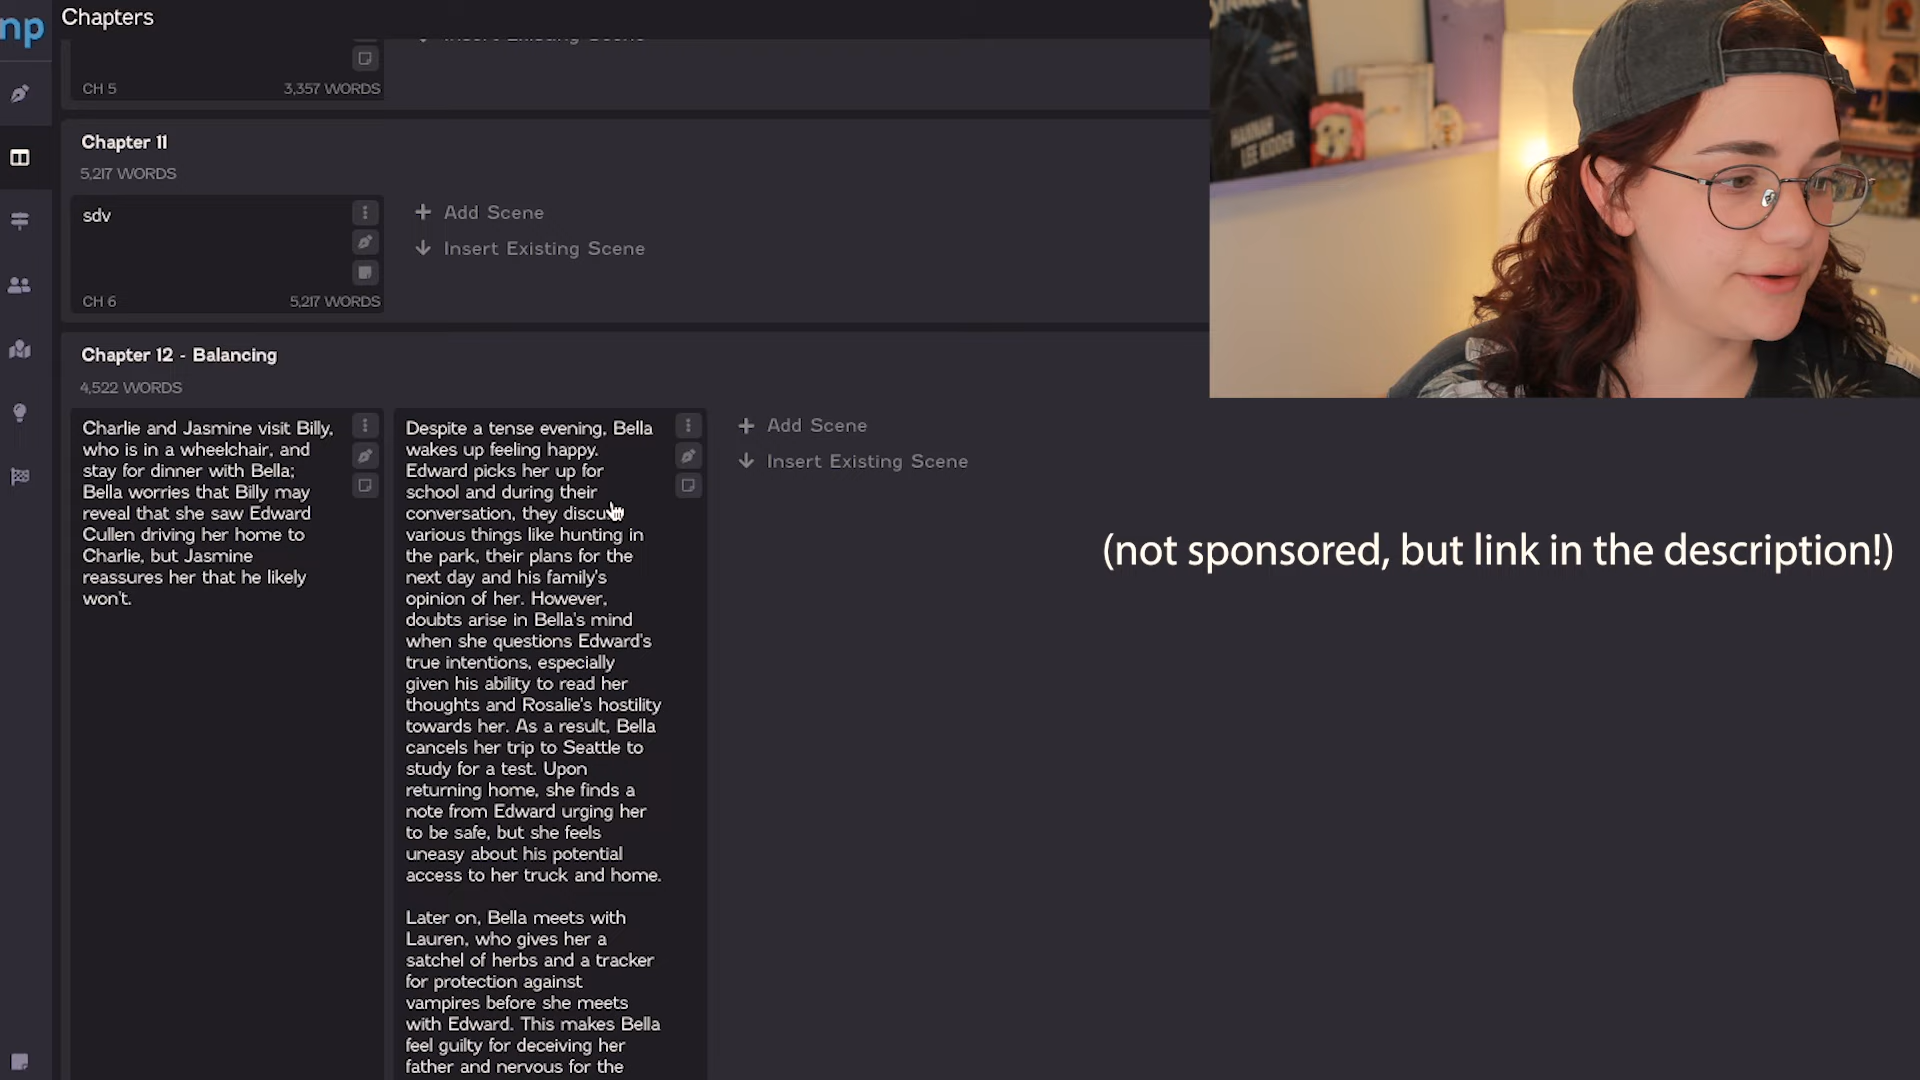 np
Chapters
CH 5
3,357 WORDS
Chapter 11
5,217 WORDS
sdv
CH 6
5,217 WORDS
+ Add Scene
Insert Existing Scene
Chapter 12 - Balancing
4,522 WORDS
Charlie and Jasmine visit Billy,
who is in a wheelchair, and
stay for dinner with Bella;
Bella worries that Billy may
reveal that she saw Edward
Cullen driving her home to
Charlie, but Jasmine
reassures her that he likely
won't.
Despite a tense evening, Bella
wakes up feeling happy.
Edward picks her up for
school and during their
conversation, they discuss
various things like hunting in
the park, their plans for the
next day and his family's
opinion of her. However,
doubts arise in Bella's mind
when she questions Edward's
true intentions, especially
given his ability to read her
thoughts and Rosalie's hostility
towards her. As a result, Bella
cancels her trip to Seattle to
study for a test. Upon
returning home, she finds a
note from Edward urging her
to be safe, but she feels
uneasy about his potential
access to her truck and home.
Later on, Bella meets with
Lauren, who gives her a
satchel of herbs and a tracker
for protection against
vampires before she meets
with Edward. This makes Bella
feel guilty for deceiving her
father and nervous for the
+ Add Scene
Insert Existing Scene
HANNAH
LEE KIDDER
(not sponsored, but link in the description!)